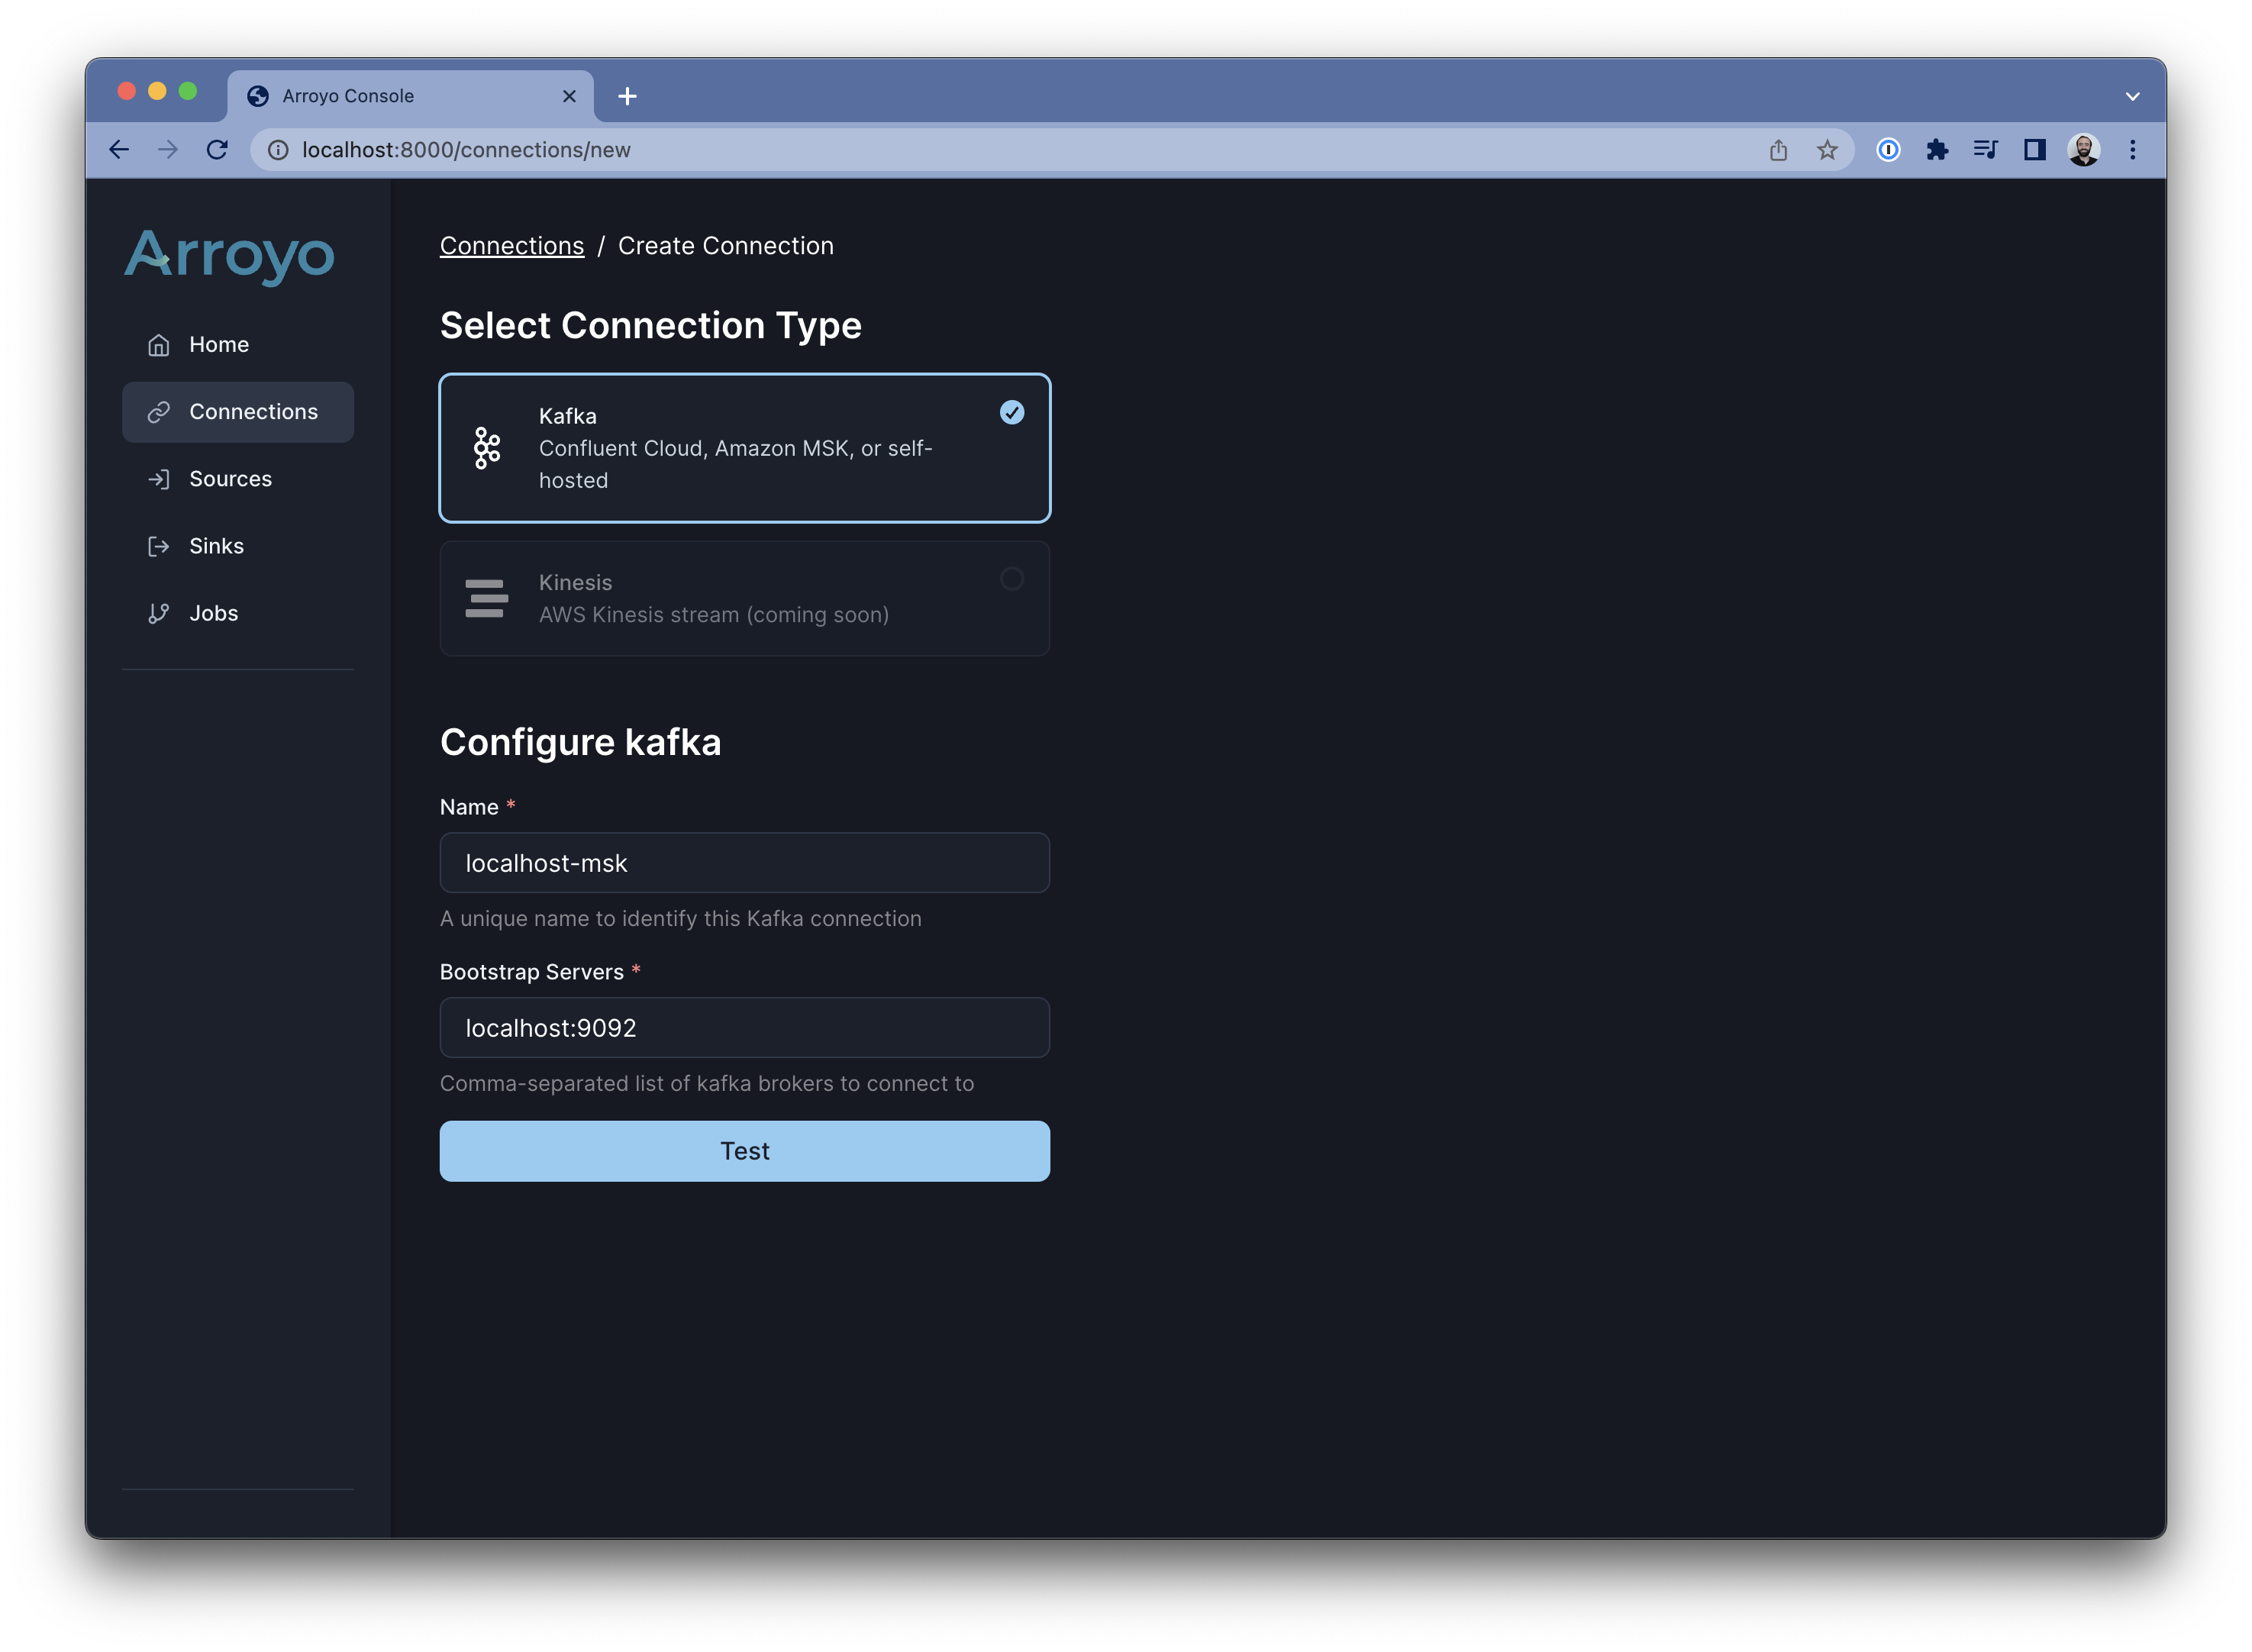 Arroyo Console
localhost:8000/connections/new
Arroyo
Home
Connections
Sources
Sinks
Jobs
Connections / Create Connection
Select Connection Type
Kafka
Confluent Cloud, Amazon MSK, or self-
hosted
Kinesis
AWS Kinesis stream (coming soon)
Configure kafka
Name *
localhost-msk
A unique name to identify this Kafka connection
Bootstrap Servers *
localhost:9092
Comma-separated list of kafka brokers to connect to
Test